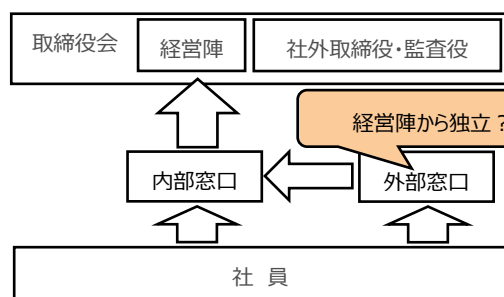 取締役会
経営陣
社外取締役・監査役
経営陣から独立？
内部窓口
外部窓口
社 員